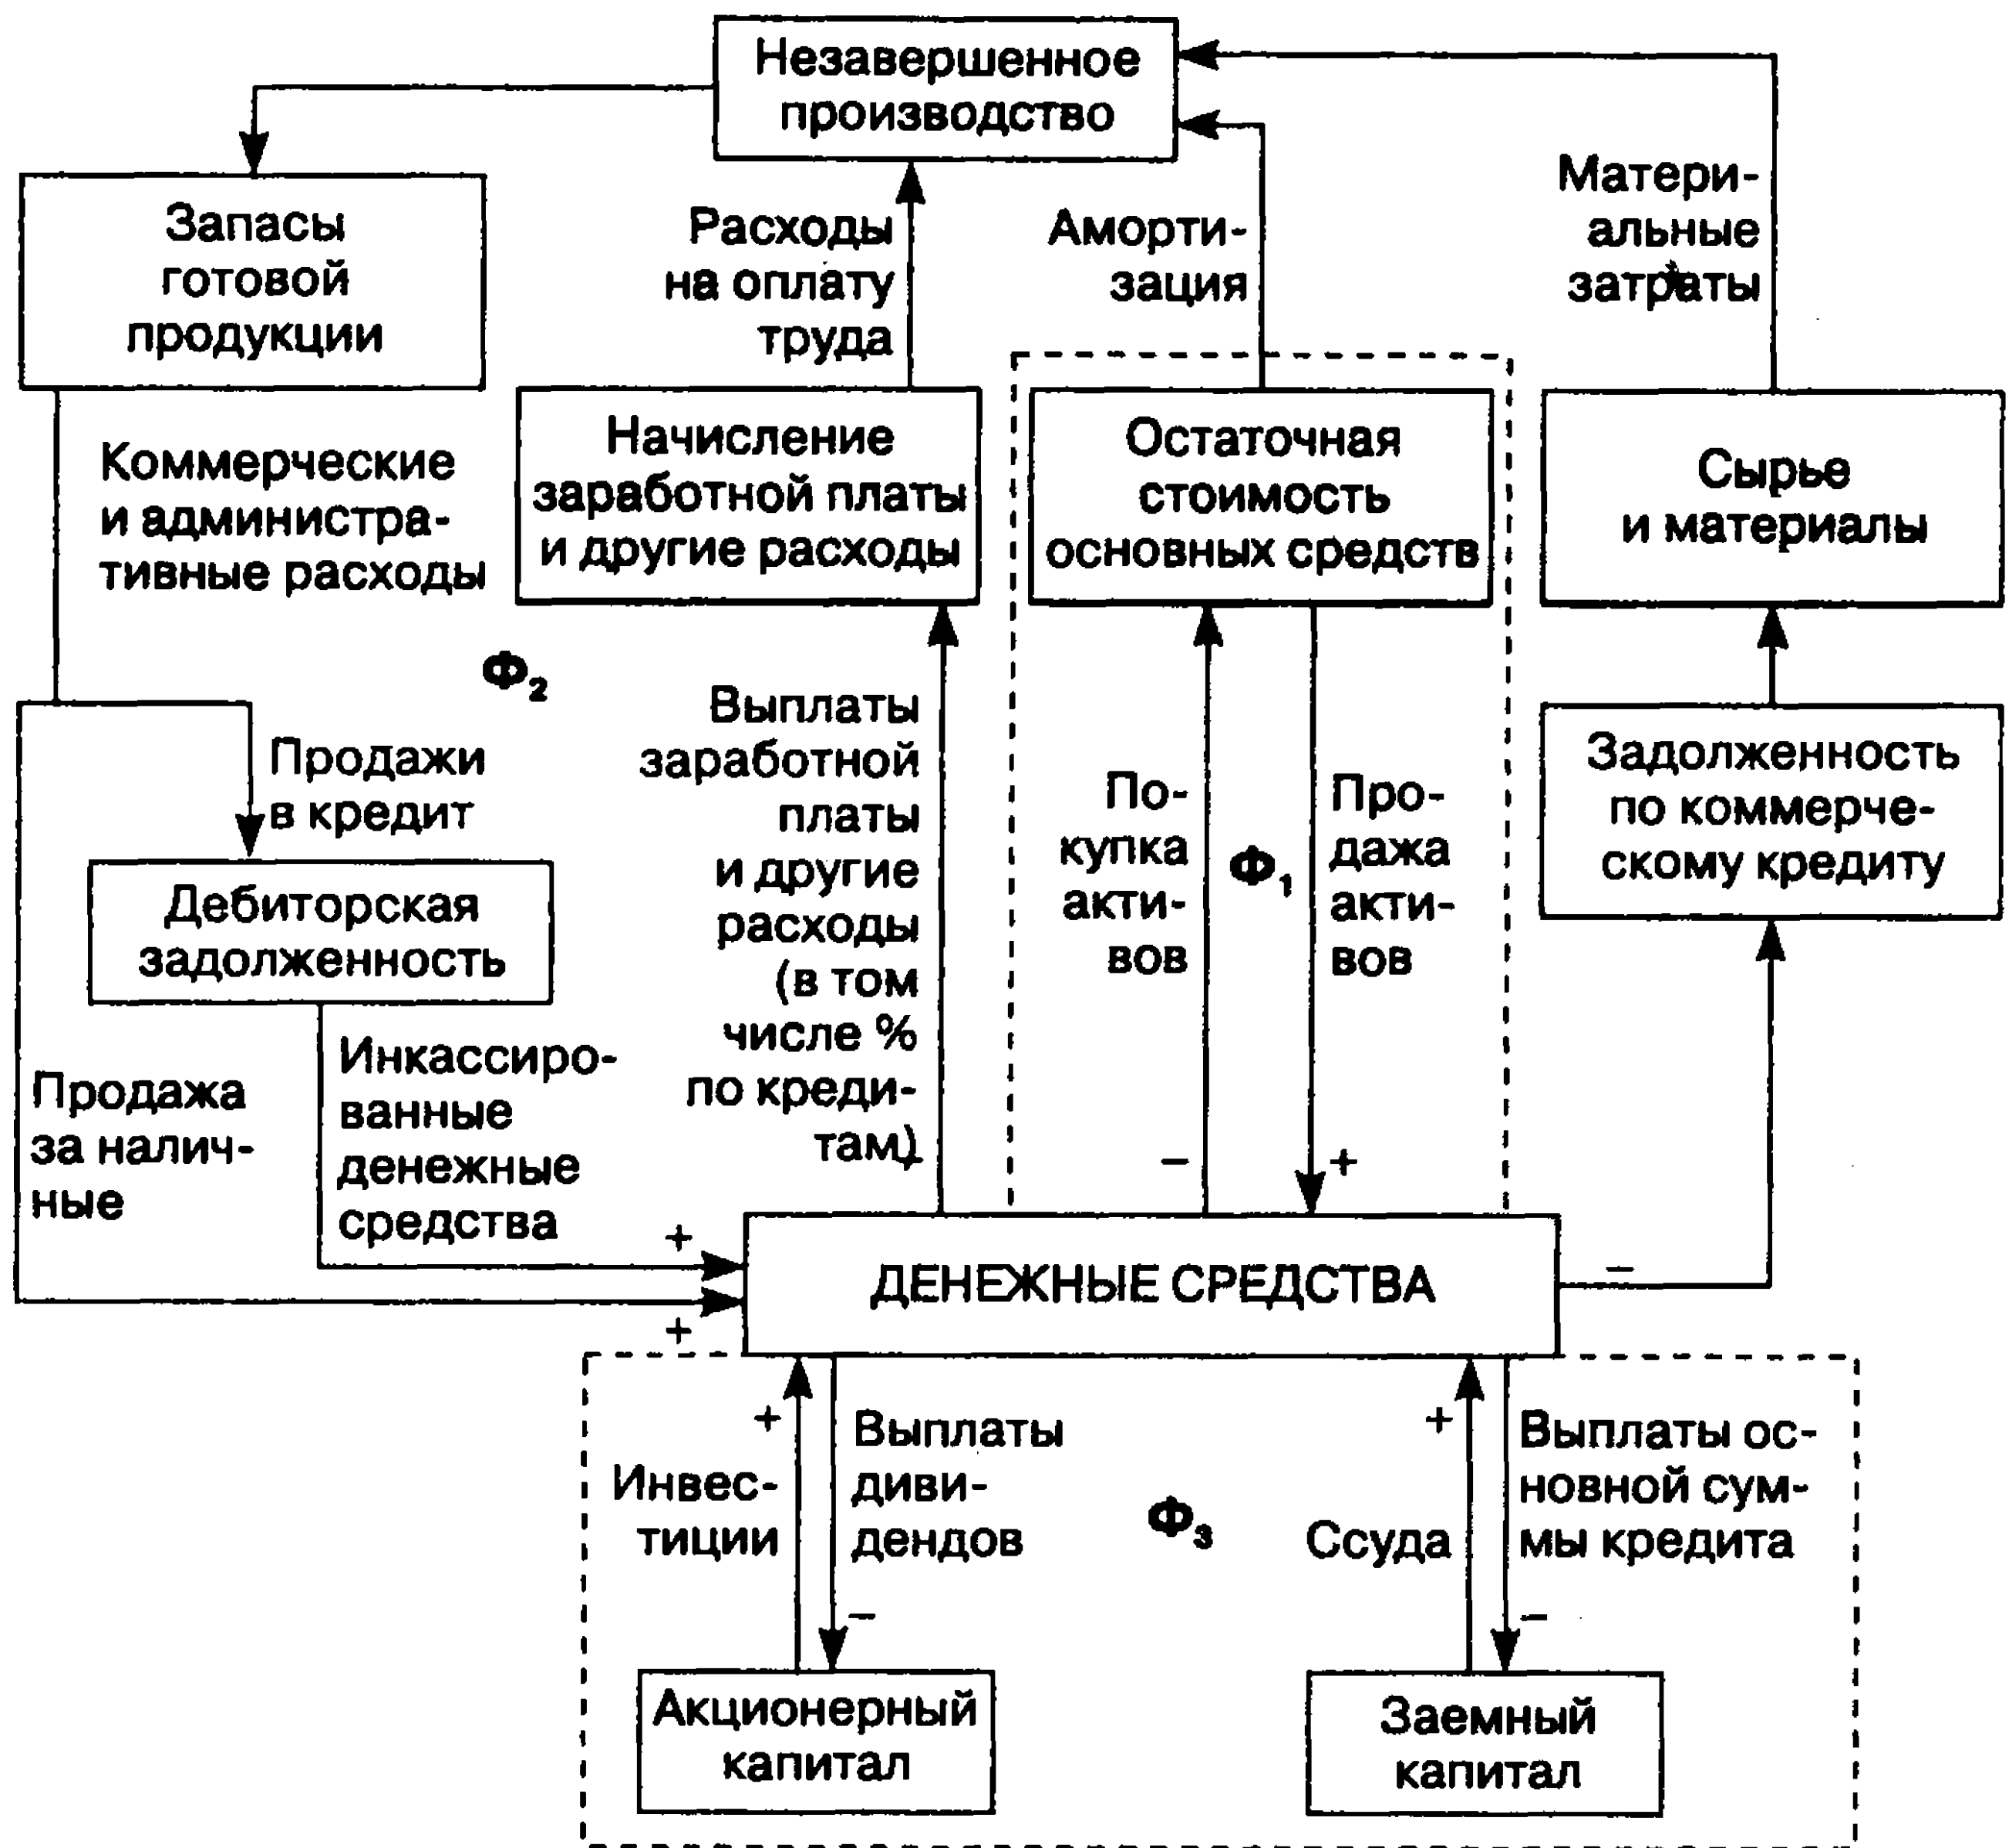 Незавершенное
производство
Запасы
готовой
продукции
Расходы
на оплату
труда
Аморти-
зация
Матери-
альные
затраты
Коммерческие
и администра-
тивные расходы
Начисление
заработной платы
и другие расходы
Остаточная
стоимость
основных средств
Сырье
и материалы
Ф₂
Продажи
в кредит
Выплаты
заработной
платы
и другие
расходы
(в том
числе %
по креди-
там)
По-
купка
акти-
вов
Ф₁
Про-
дажа
акти-
вов
Задолженность
по коммерче-
скому кредиту
Дебиторская
задолженность
Продажа
за налич-
ные
Инкассиро-
ванные
денежные
средства
–
+
+
+
ДЕНЕЖНЫЕ СРЕДСТВА
–
+
Инвес-
тиции
Выплаты
диви-
дендов
–
Ф₃
+
Ссуда
Выплаты ос-
новной сум-
мы кредита
–
Акционерный
капитал
Заемный
капитал